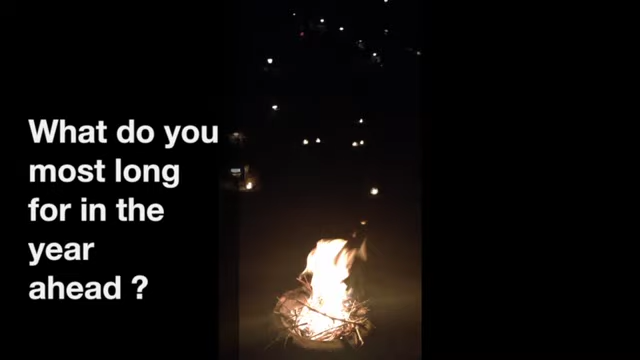 What do you
most long
for in the
year
ahead ?